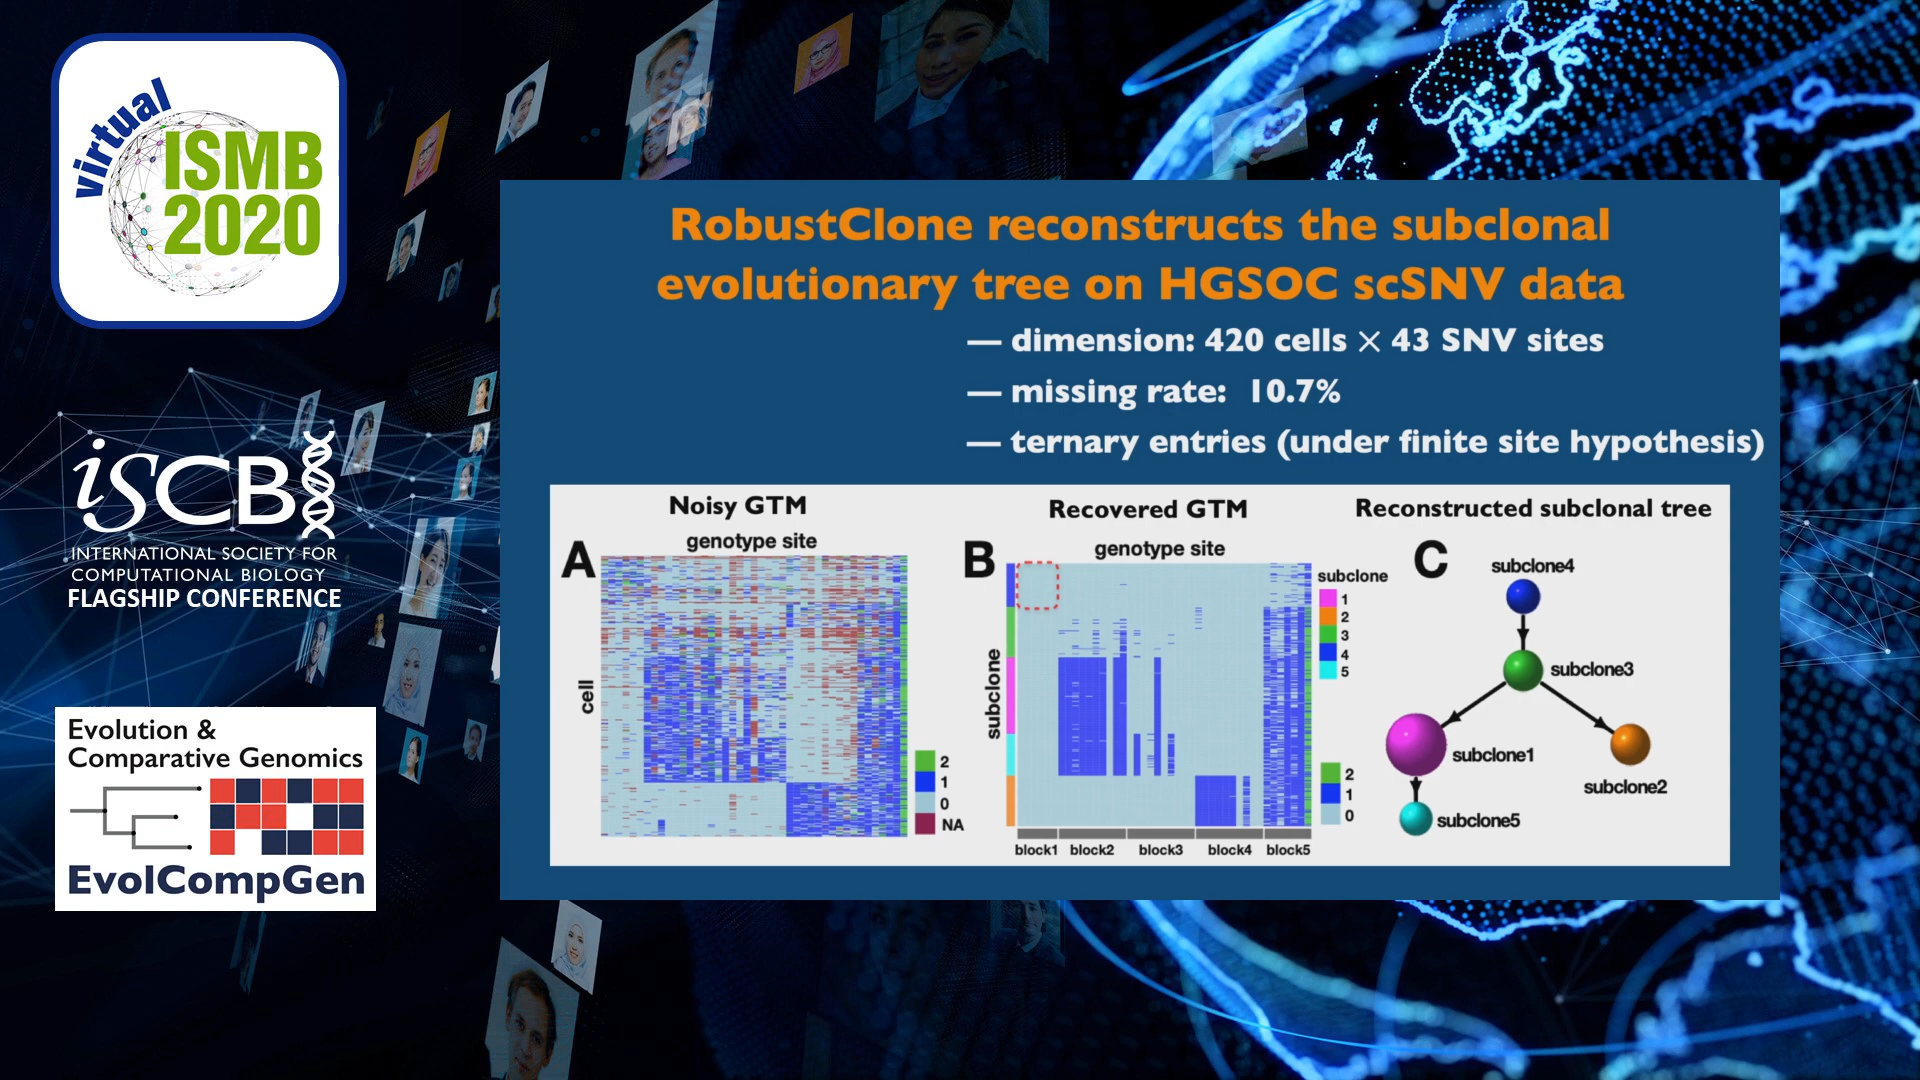 virtual
ISMB
2020
iSCB
INTERNATIONAL SOCIETY FOR
COMPUTATIONAL BIOLOGY
FLAGSHIP CONFERENCE
Evolution &
Comparative Genomics
EvolCompGen
RobustClone reconstructs the subclonal
evolutionary tree on HGSOC scSNV data
— dimension: 420 cells × 43 SNV sites
— missing rate: 10.7%
— ternary entries (under finite site hypothesis)
Noisy GTM
genotype site
A
cell
2
1
0
NA
Recovered GTM
genotype site
B
subclone
block1 block2 block3 block4 block5
subclone
1
2
3
4
5
2
1
0
Reconstructed subclonal tree
C
subclone4
subclone3
subclone1
subclone2
subclone5